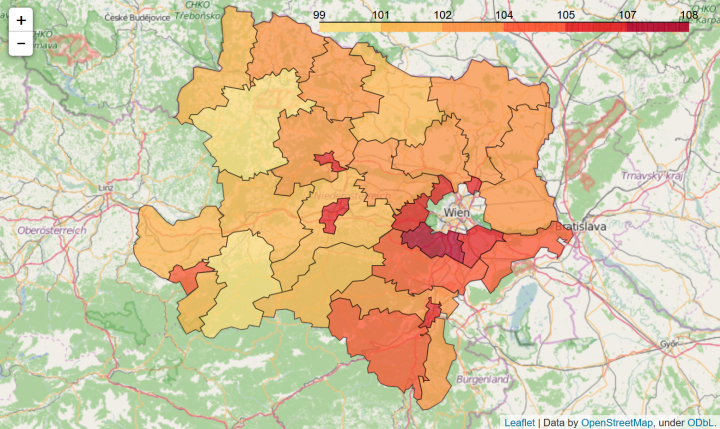 +
−
CHKO
Třeboňsko
České Budějovice
99
101
102
104
105
107
108
CHKO
Linz
Oberösterreich
Wien
Trnavský kraj
Bratislava
Győr
Burgenland
Leaflet | Data by OpenStreetMap, under ODbL.